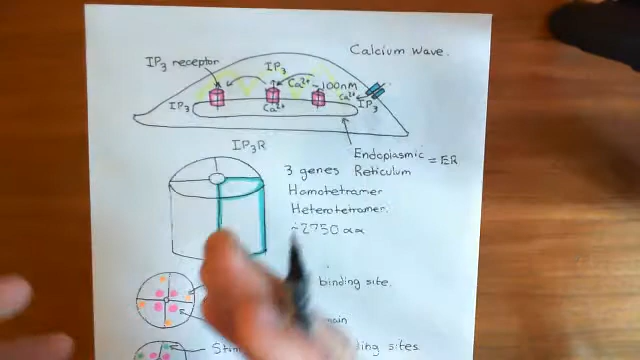 Calcium Wave.
IP3 receptor
IP3
Ca2+ ~100nM
Ca2+
IP3
Ca2+
IP3
IP3R
Endoplasmic = ER
Reticulum
3 genes
Homotetramer
Heterotetramer.
~2750 aa
binding site.
main
Stim
ding sites